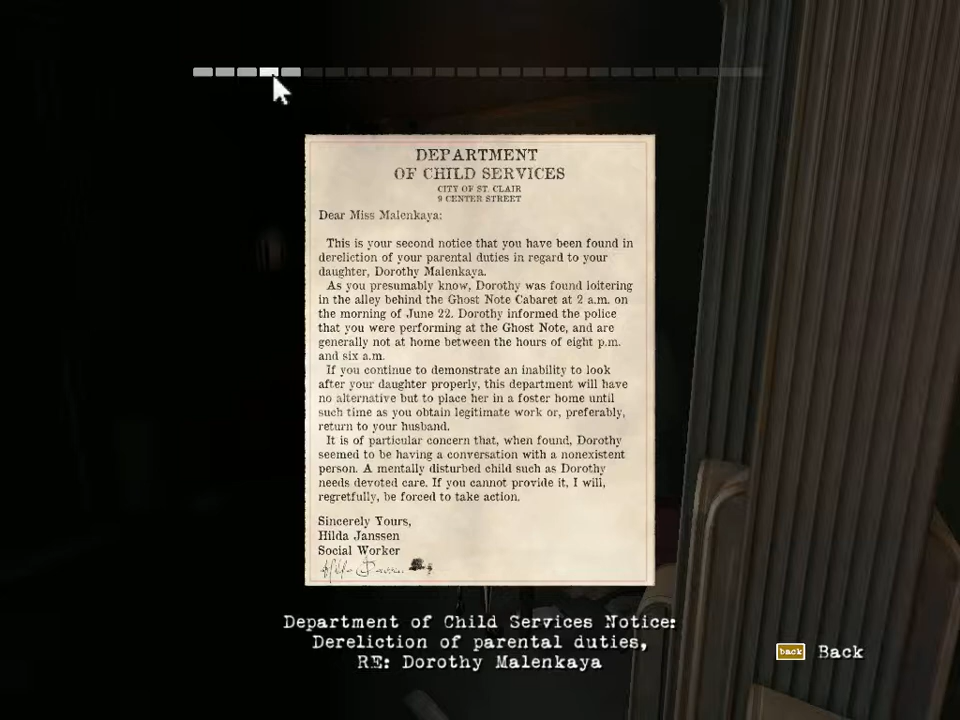 DEPARTMENT
OF CHILD SERVICES
CITY OF ST. CLAIR
9 CENTER STREET
Dear Miss Malenkaya:
This is your second notice that you have been found in
dereliction of your parental duties in regard to your
daughter, Dorothy Malenkaya.
As you presumably know, Dorothy was found loitering
in the alley behind the Ghost Note Cabaret at 2 a.m. on
the morning of June 22. Dorothy informed the police
that you were performing at the Ghost Note, and are
generally not at home between the hours of eight p.m.
and six a.m.
If you continue to demonstrate an inability to look
after your daughter properly, this department will have
no alternative but to place her in a foster home until
such time as you obtain legitimate work or, preferably,
return to your husband.
It is of particular concern that, when found, Dorothy
seemed to be having a conversation with a nonexistent
person. A mentally disturbed child such as Dorothy
needs devoted care. If you cannot provide it, I will,
regretfully, be forced to take action.
Sincerely Yours,
Hilda Janssen
Social Worker
Department of Child Services Notice:
Dereliction of parental duties,
RE: Dorothy Malenkaya
back Back